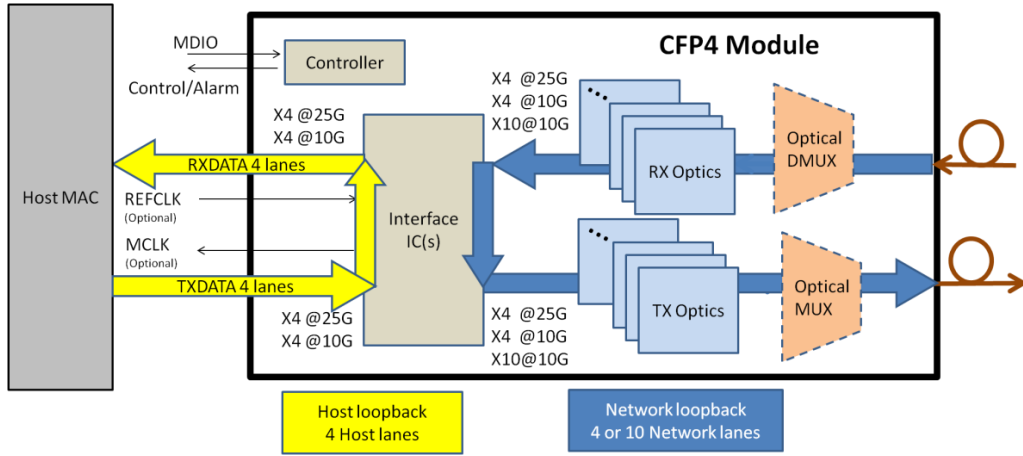 CFP4 Module
MDIO
Controller
Control/Alarm
X4 @25G
X4 @10G
X4 @25G
X4 @10G
X10@10G
Optical
DMUX
RXDATA 4 lanes
RX Optics
Host MAC
REFCLK
(Optional)
Interface
IC(s)
MCLK
(Optional)
TXDATA 4 lanes
TX Optics
Optical
MUX
X4 @25G
X4 @10G
X4 @25G
X4 @10G
X10@10G
Host loopback
4 Host lanes
Network loopback
4 or 10 Network lanes